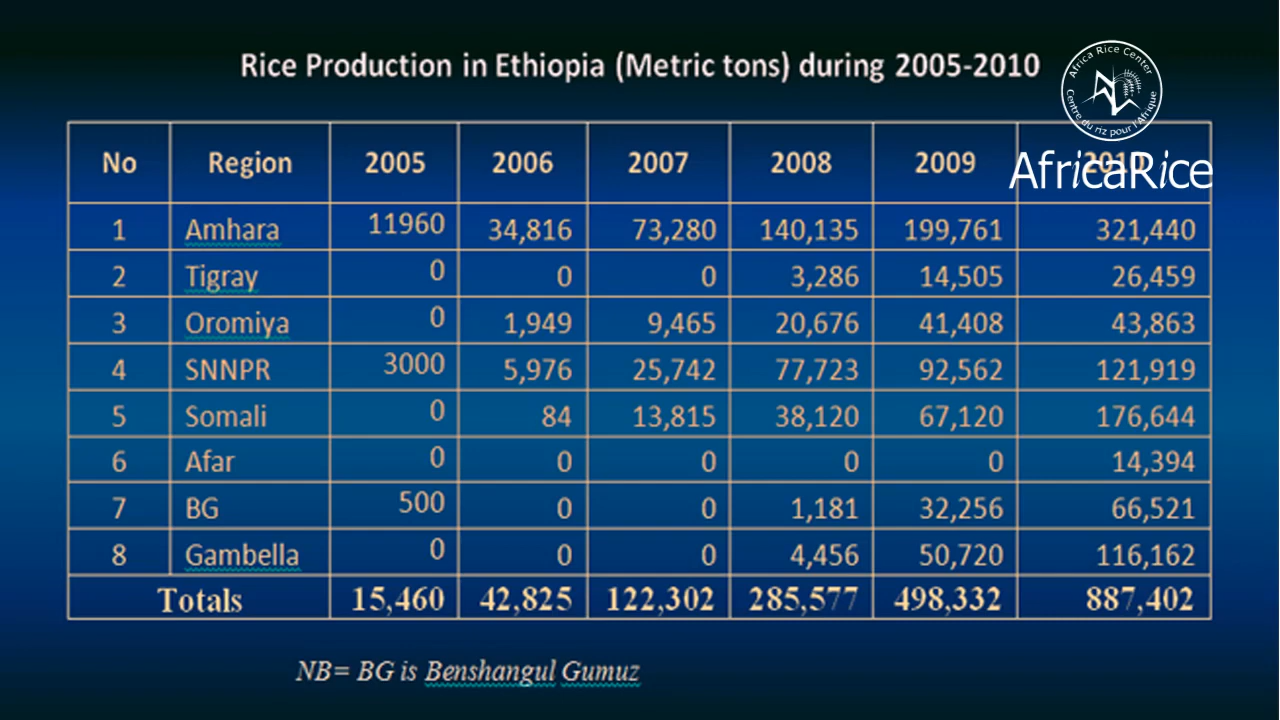 Rice Production in Ethiopia (Metric tons) during 2005-2010
Africa Rice Center
Centre du riz pour l'Afrique
AfricaRice
No Region 2005 2006 2007 2008 2009 2010
1 Amhara 11960 34,816 73,280 140,135 199,761 321,440
2 Tigray 0 0 0 3,286 14,505 26,459
3 Oromiya 0 1,949 9,465 20,676 41,408 43,863
4 SNNPR 3000 5,976 25,742 77,723 92,562 121,919
5 Somali 0 84 13,815 38,120 67,120 176,644
6 Afar 0 0 0 0 0 14,394
7 BG 500 0 0 1,181 32,256 66,521
8 Gambella 0 0 0 4,456 50,720 116,162
Totals 15,460 42,825 122,302 285,577 498,332 887,402
NB= BG is Benshangul Gumuz